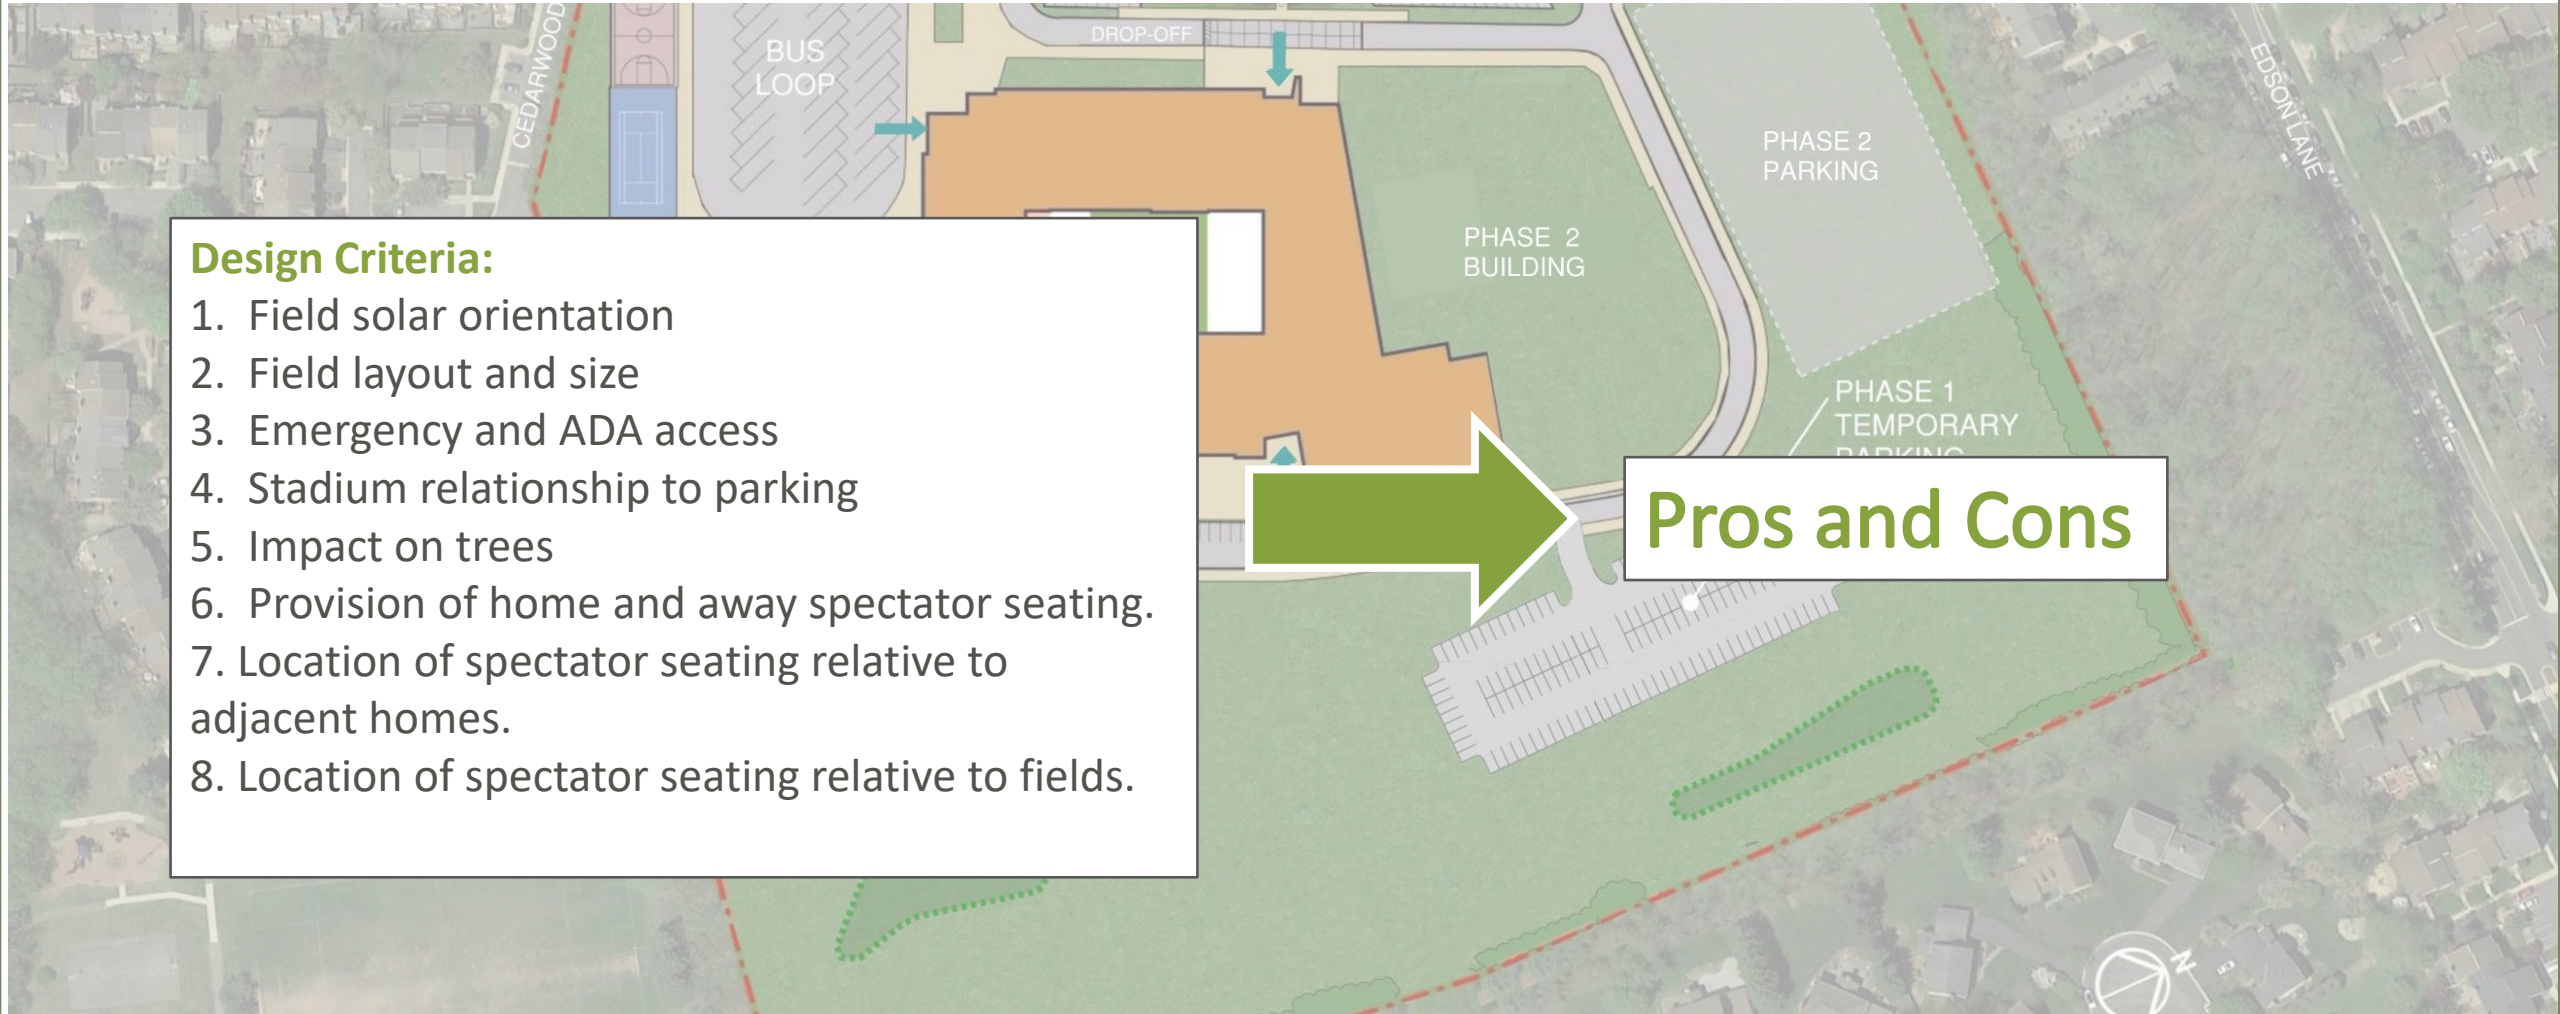 CEDARWOOD
BUS
LOOP
DROP-OFF
EDSON LANE
PHASE 2
PARKING
PHASE 2
BUILDING
PHASE 1
TEMPORARY
PARKING
Design Criteria:
1. Field solar orientation
2. Field layout and size
3. Emergency and ADA access
4. Stadium relationship to parking
5. Impact on trees
6. Provision of home and away spectator seating.
7. Location of spectator seating relative to
adjacent homes.
8. Location of spectator seating relative to fields.
Pros and Cons
N